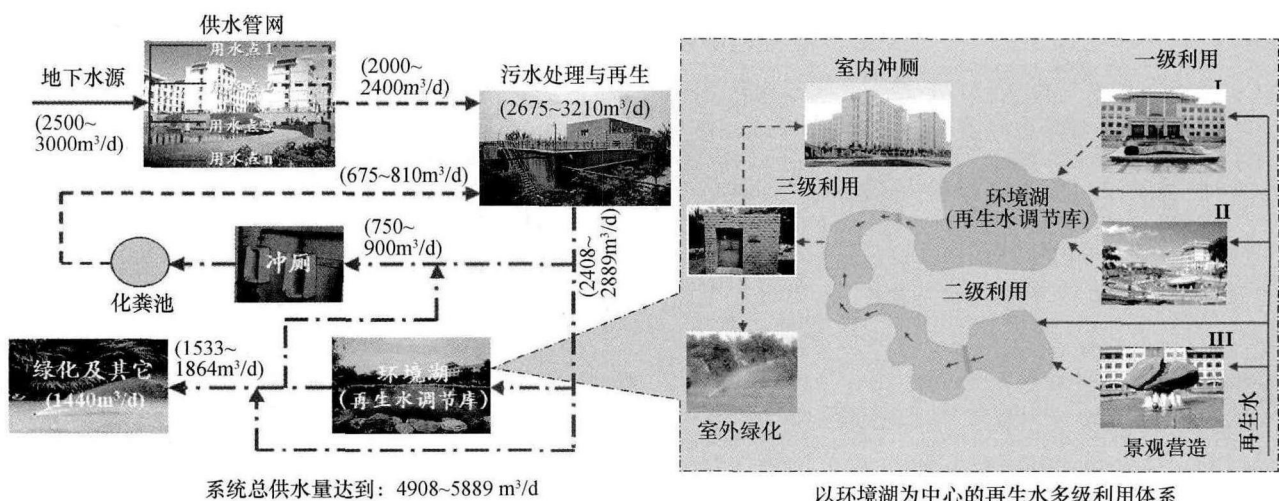 供水管网
用水点1
地下水源
(2500~
3000m³/d)
用水点n
(2000~
2400m³/d)
污水处理与再生
(2675~3210m³/d)
(675~810m³/d)
(750~
900m³/d)
冲厕
化粪池
(2408~
2889m³/d)
(1533~
1864m³/d)
绿化及其它
(1440m³/d)
环境湖
(再生水调节库)
系统总供水量达到：4908~5889 m³/d
室内冲厕
一级利用
I
三级利用
环境湖
(再生水调节库)
II
二级利用
III
室外绿化
景观营造
再生水
以环境湖为中心的再生水多级利用体系